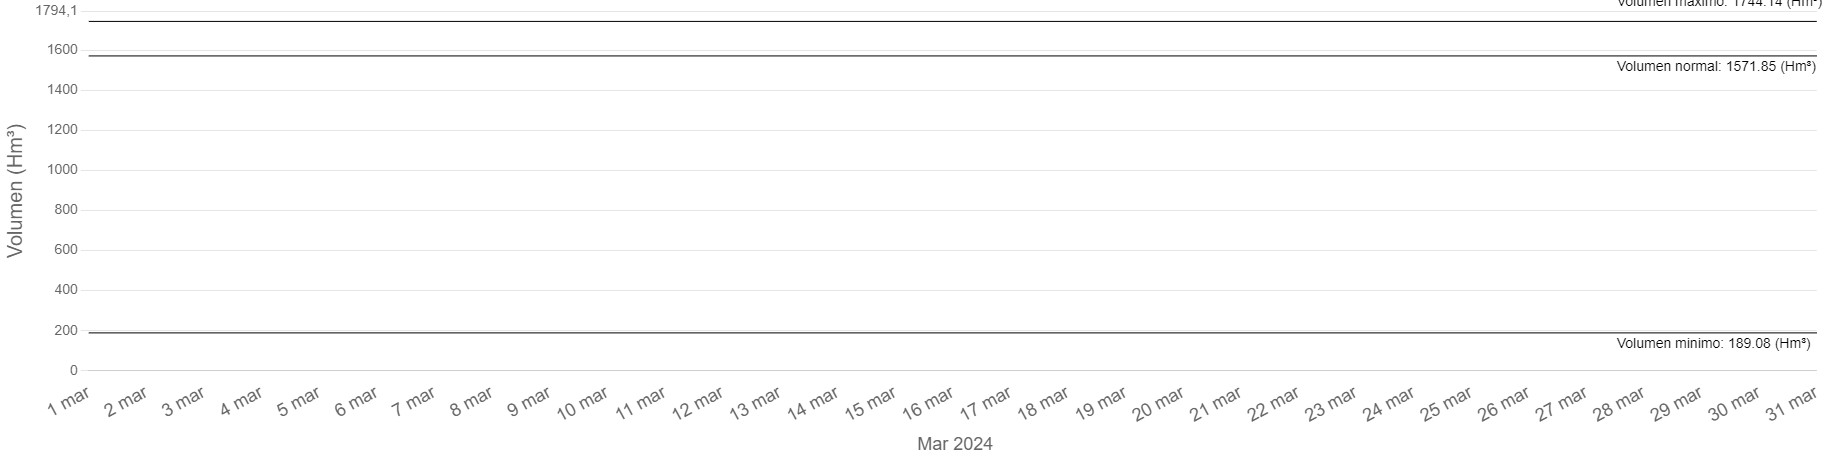 1794,1
Volumen máximo: 1744.14 (Hm³)
1600
Volumen normal: 1571.85 (Hm³)
1400
1200
1000
800
600
400
200
Volumen minimo: 189.08 (Hm³)
0
Volumen (Hm³)
1 mar
2 mar
3 mar
4 mar
5 mar
6 mar
7 mar
8 mar
9 mar
10 mar
11 mar
12 mar
13 mar
14 mar
15 mar
16 mar
17 mar
18 mar
19 mar
20 mar
21 mar
22 mar
23 mar
24 mar
25 mar
26 mar
27 mar
28 mar
29 mar
30 mar
31 mar
Mar 2024